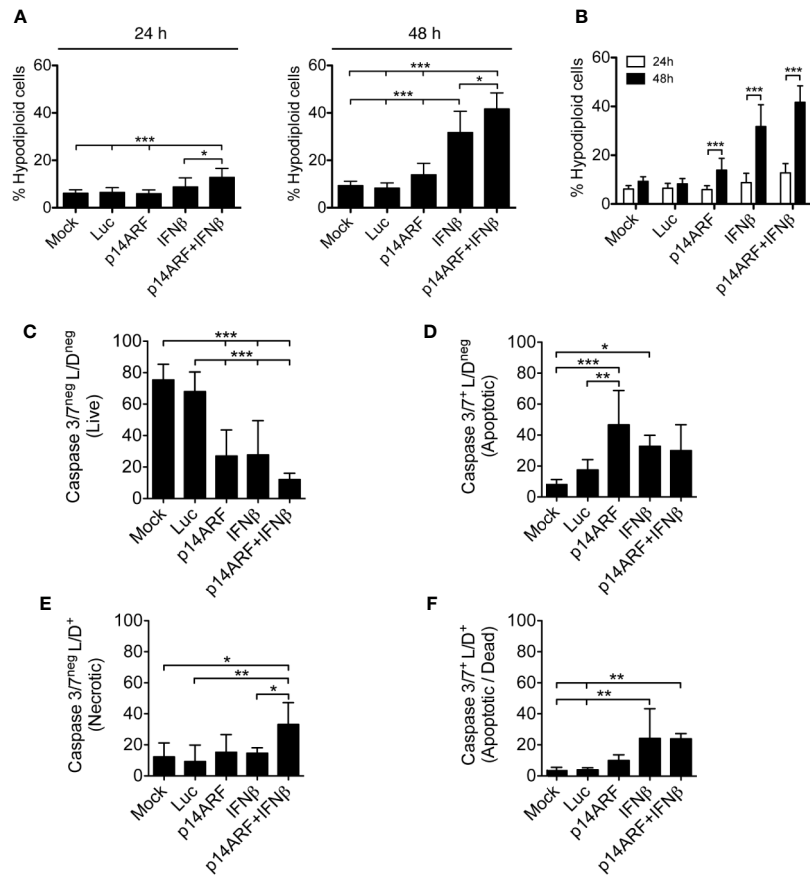 A
24 h
48 h
% Hypodiploid cells
60
40
20
0
***
*
Mock
Luc
p14ARF
IFNβ
p14ARF+IFNβ
% Hypodiploid cells
60
40
20
0
***
***
*
Mock
Luc
p14ARF
IFNβ
p14ARF+IFNβ
B
% Hypodiploid cells
60
40
20
0
24h
48h
***
***
***
Mock
Luc
p14ARF
IFNβ
p14ARF+IFNβ
C
Caspase 3/7neg L/Dneg
(Live)
100
80
60
40
20
0
***
***
Mock
Luc
p14ARF
IFNβ
p14ARF+IFNβ
D
Caspase 3/7+ L/Dneg
(Apoptotic)
100
80
60
40
20
0
*
***
**
Mock
Luc
p14ARF
IFNβ
p14ARF+IFNβ
E
Caspase 3/7neg L/D+
(Necrotic)
100
80
60
40
20
0
*
**
*
Mock
Luc
p14ARF
IFNβ
p14ARF+IFNβ
F
Caspase 3/7+ L/D+
(Apoptotic / Dead)
100
80
60
40
20
0
**
**
Mock
Luc
p14ARF
IFNβ
p14ARF+IFNβ